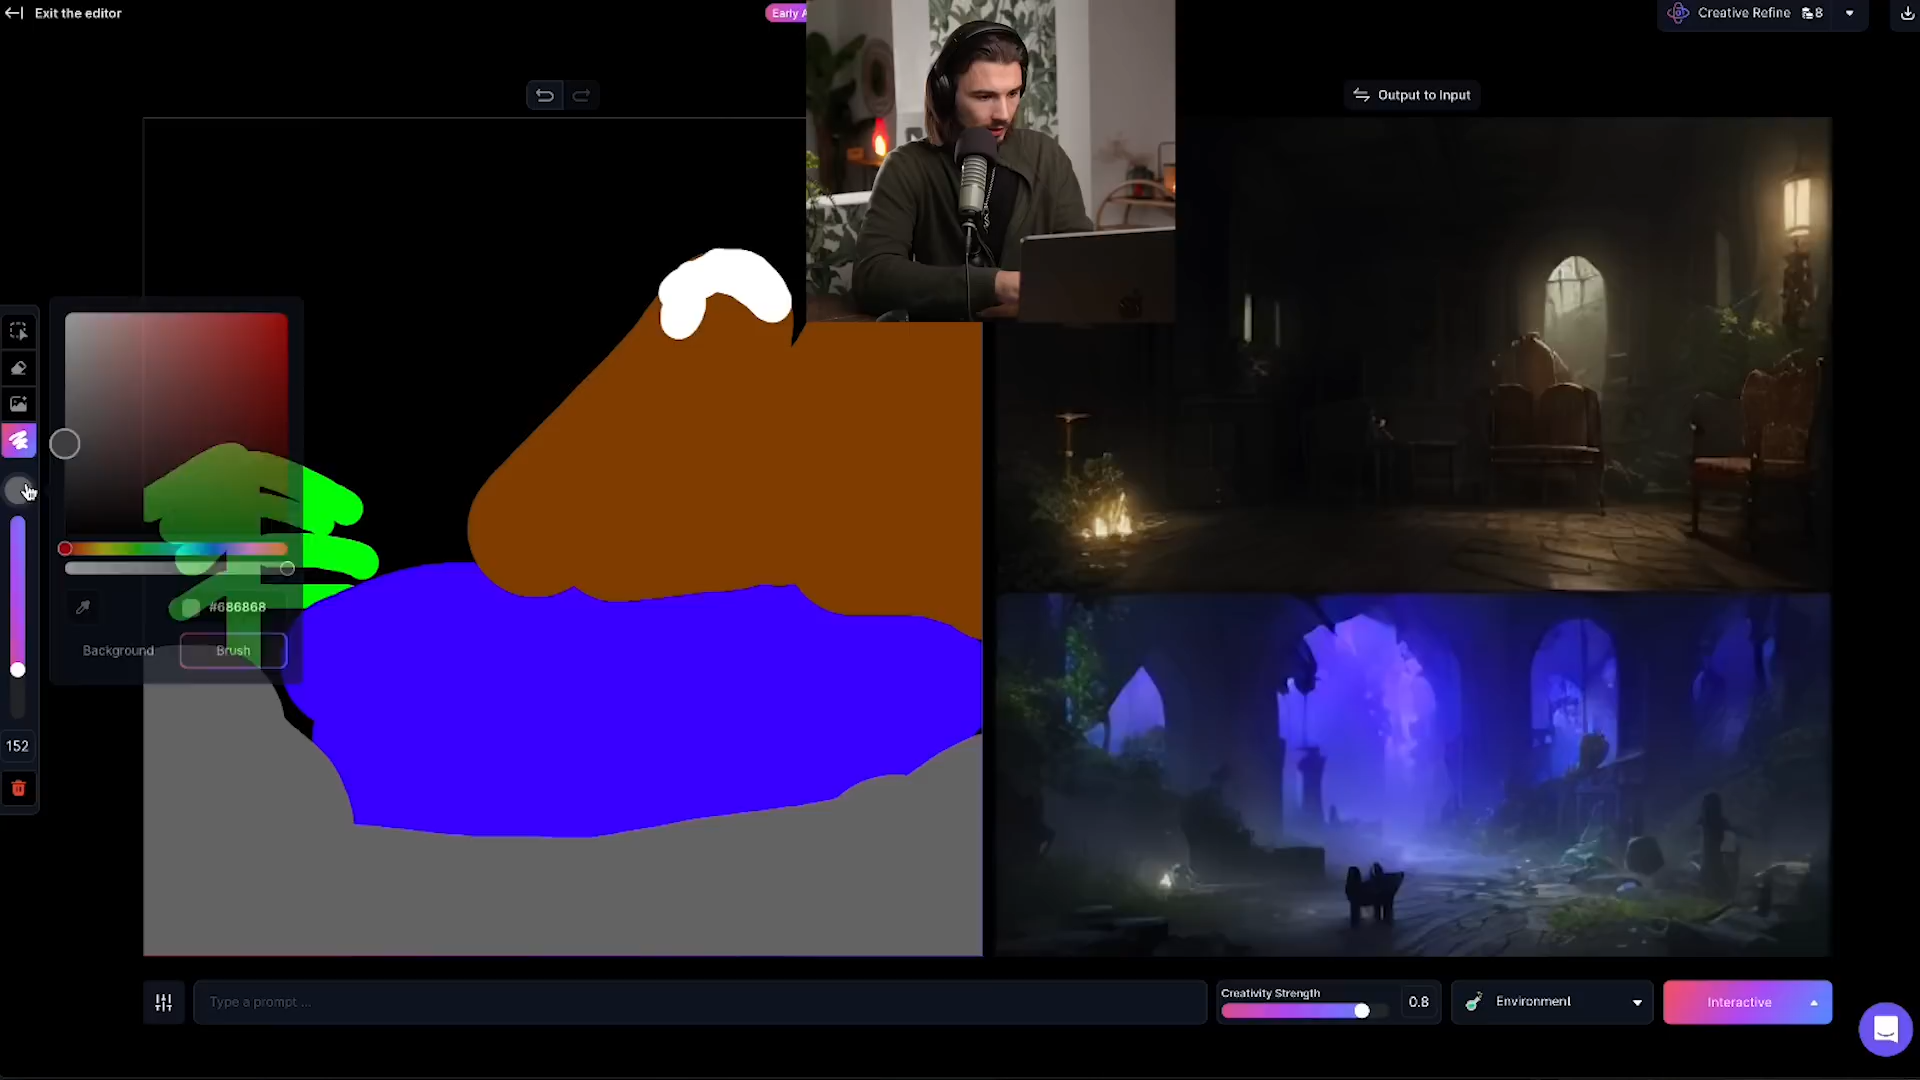 Exit the editor
Early A
Creative Refine 8
Output to Input
#686868
Background
Brush
152
Type a prompt ...
Creativity Strength
0.8
Environment
Interactive